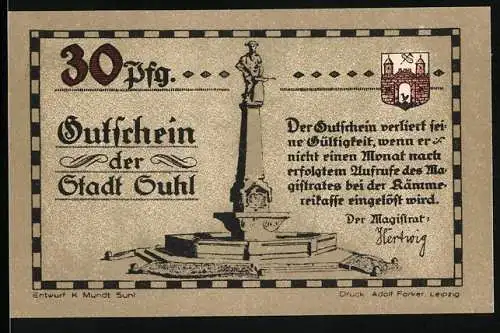 30 Pfg.
Gutschein
der
Stadt Suhl
Der Gutschein verliert sei=
ne Gültigkeit, wenn er
nicht einen Monat nach
erfolgtem Aufrufe des Ma=
gistrates bei der Kämme=
reikasse eingelöst wird.
Der Magistrat:
Hertwig
Entwurf K. Mundt Suhl
Druck Adolf Forker, Leipzig